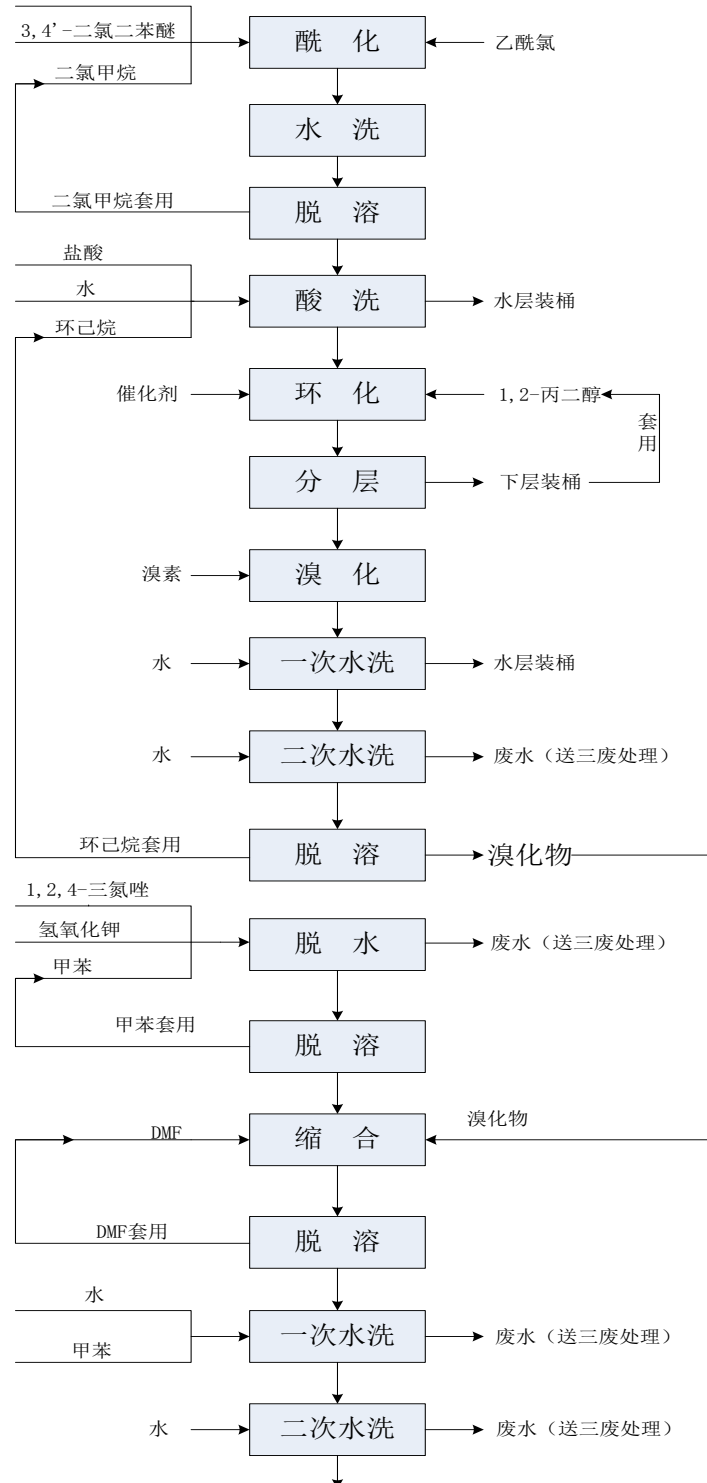 3,4'-二氯二苯醚
酰 化
乙酰氯
二氯甲烷
水 洗
二氯甲烷套用
脱 溶
盐酸
水
酸 洗
水层装桶
环己烷
催化剂
环 化
1,2-丙二醇
套用
分 层
下层装桶
溴素
溴 化
水
一次水洗
水层装桶
水
二次水洗
废水（送三废处理）
环己烷套用
脱 溶
溴化物
1,2,4-三氮唑
氢氧化钾
脱 水
废水（送三废处理）
甲苯
甲苯套用
脱 溶
溴化物
DMF
缩 合
DMF套用
脱 溶
水
一次水洗
废水（送三废处理）
甲苯
水
二次水洗
废水（送三废处理）